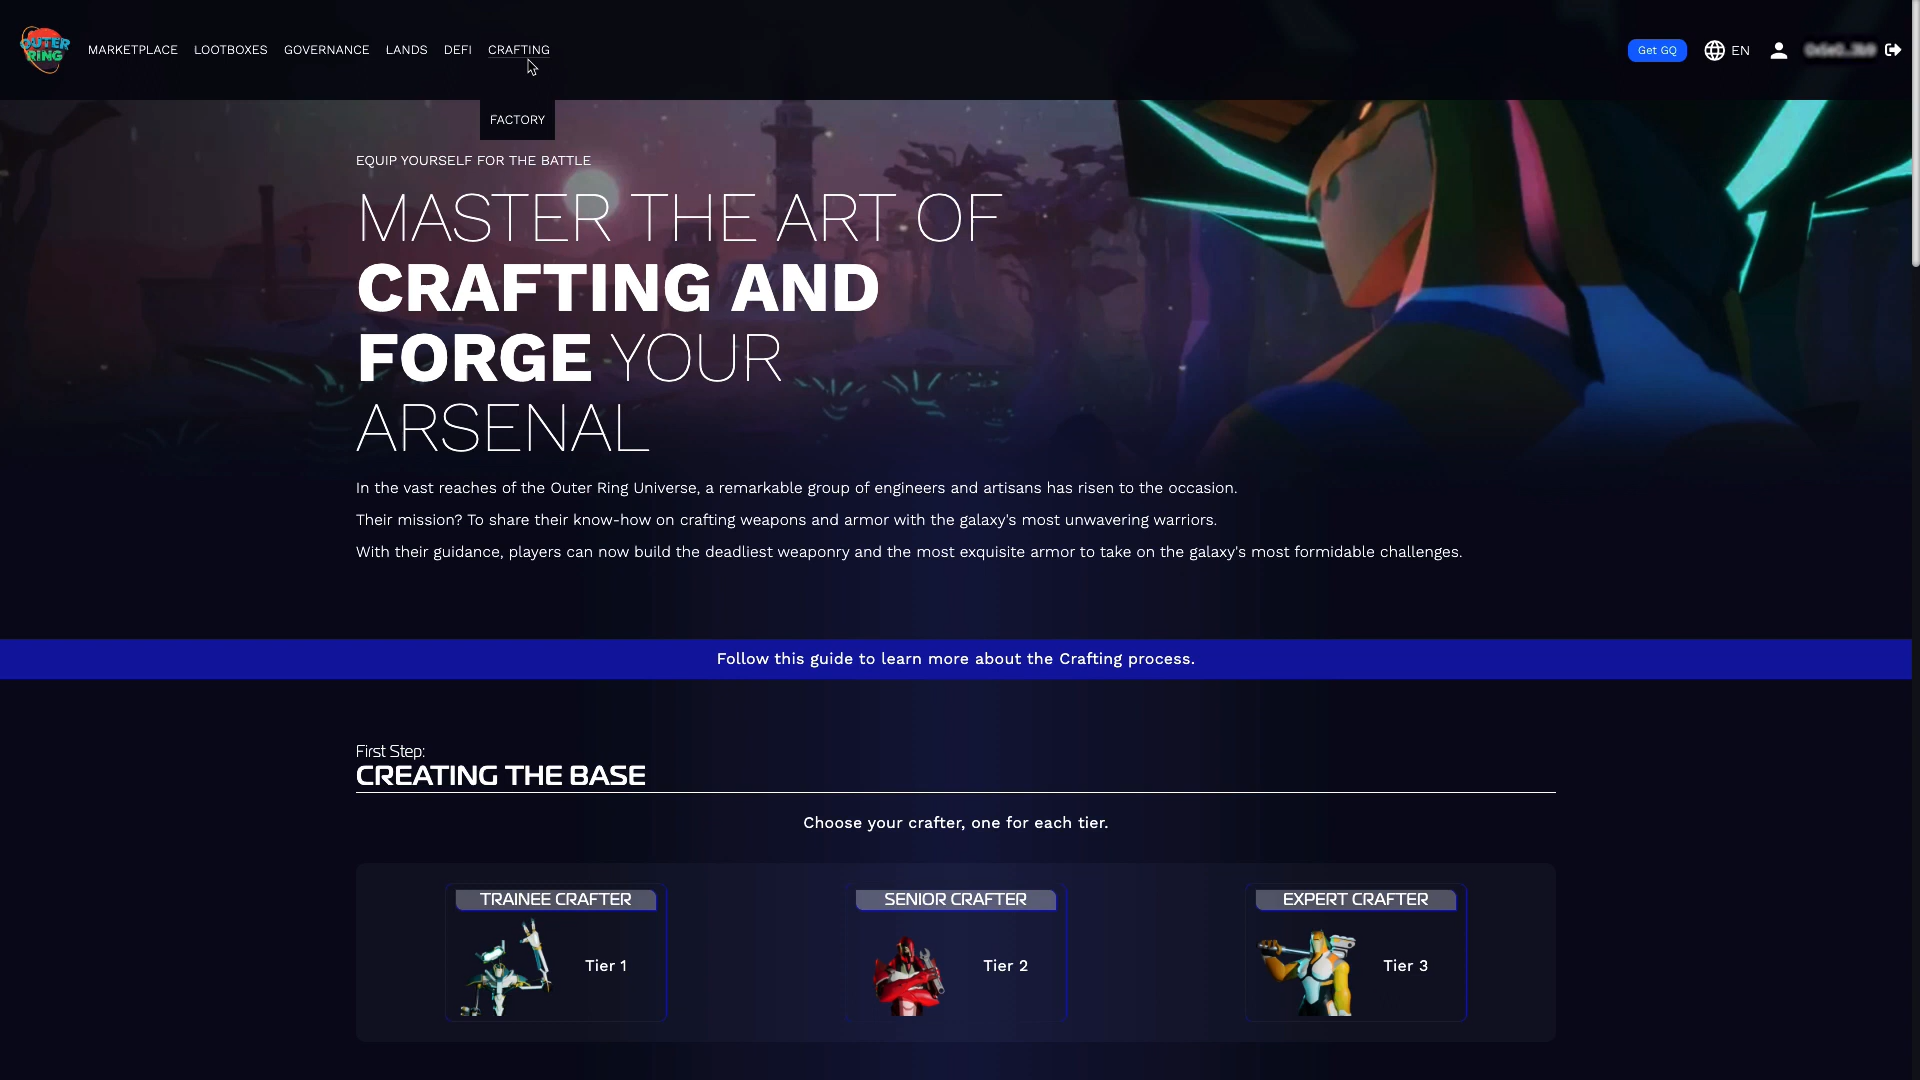 OUTER
RING
MARKETPLACE LOOTBOXES GOVERNANCE LANDS DEFI CRAFTING
Get GQ EN
FACTORY
EQUIP YOURSELF FOR THE BATTLE
MASTER THE ART OF
CRAFTING AND
FORGE YOUR
ARSENAL
In the vast reaches of the Outer Ring Universe, a remarkable group of engineers and artisans has risen to the occasion.
Their mission? To share their know-how on crafting weapons and armor with the galaxy's most unwavering warriors.
With their guidance, players can now build the deadliest weaponry and the most exquisite armor to take on the galaxy's most formidable challenges.
Follow this guide to learn more about the Crafting process.
First Step:
CREATING THE BASE
Choose your crafter, one for each tier.
TRAINEE CRAFTER
Tier 1
SENIOR CRAFTER
Tier 2
EXPERT CRAFTER
Tier 3